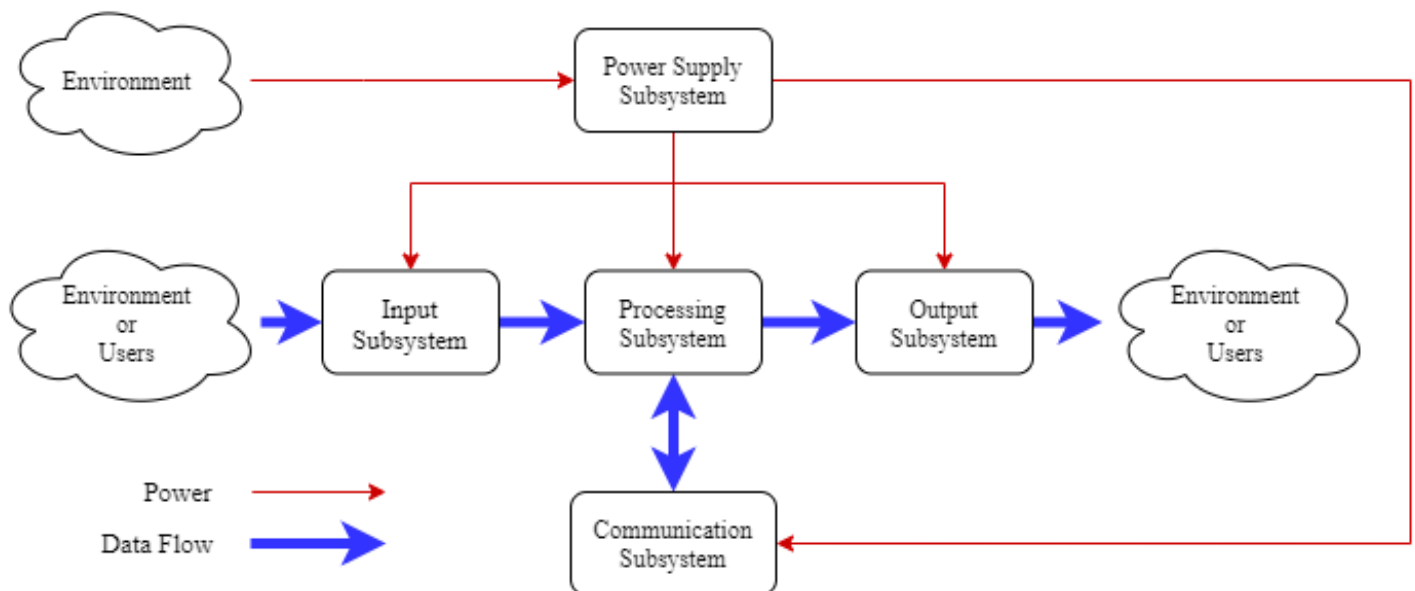 Environment
Power Supply
Subsystem
Environment
or
Users
Input
Subsystem
Processing
Subsystem
Output
Subsystem
Environment
or
Users
Power
Data Flow
Communication
Subsystem